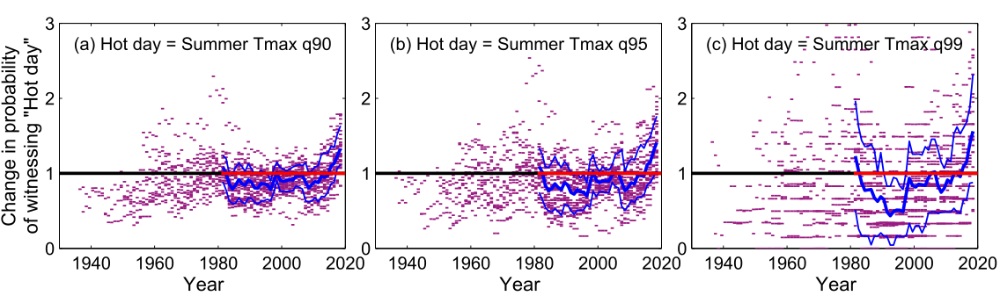 Change in probability
of witnessing "Hot day"
(a) Hot day = Summer Tmax q90
3
2
1
0
1940 1960 1980 2000 2020
Year
(b) Hot day = Summer Tmax q95
3
2
1
0
1940 1960 1980 2000 2020
Year
(c) Hot day = Summer Tmax q99
3
2
1
0
1940 1960 1980 2000 2020
Year